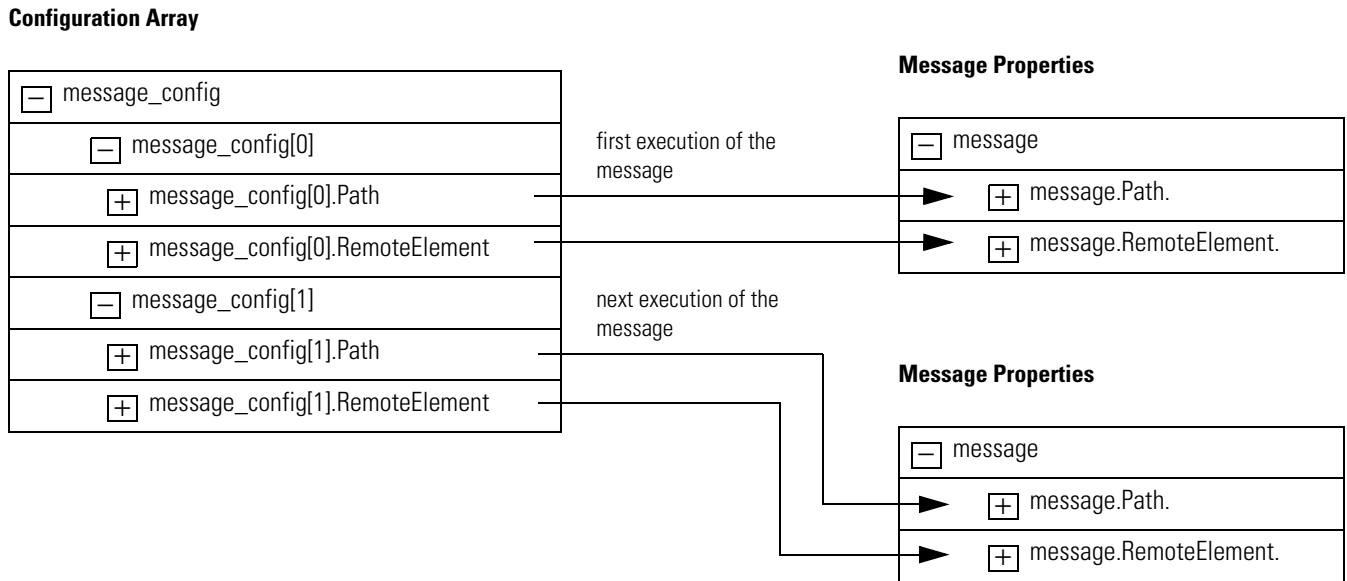 Configuration Array
message_config
message_config[0]
message_config[0].Path
message_config[0].RemoteElement
message_config[1]
message_config[1].Path
message_config[1].RemoteElement
first execution of the
message
next execution of the
message
Message Properties
message
message.Path.
message.RemoteElement.
Message Properties
message
message.Path.
message.RemoteElement.